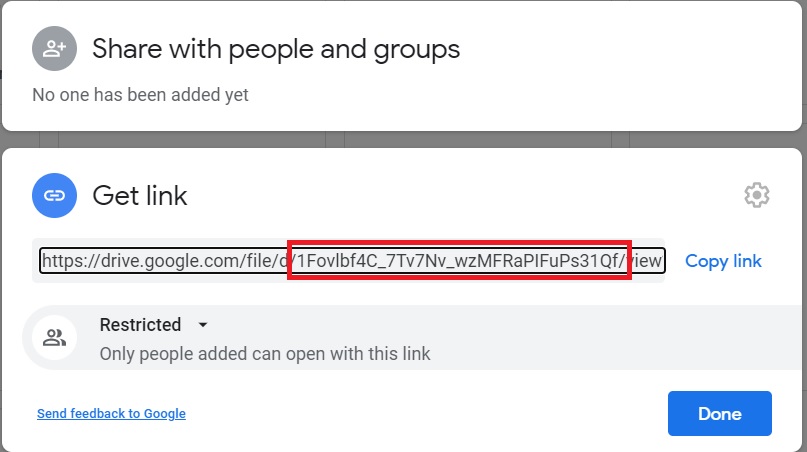 Share with people and groups
No one has been added yet
Get link
https://drive.google.com/file/d/1Fovlbf4C_7Tv7Nv_wzMFRaPIFuPs31Qf/view
Copy link
Restricted
Only people added can open with this link
Send feedback to Google
Done